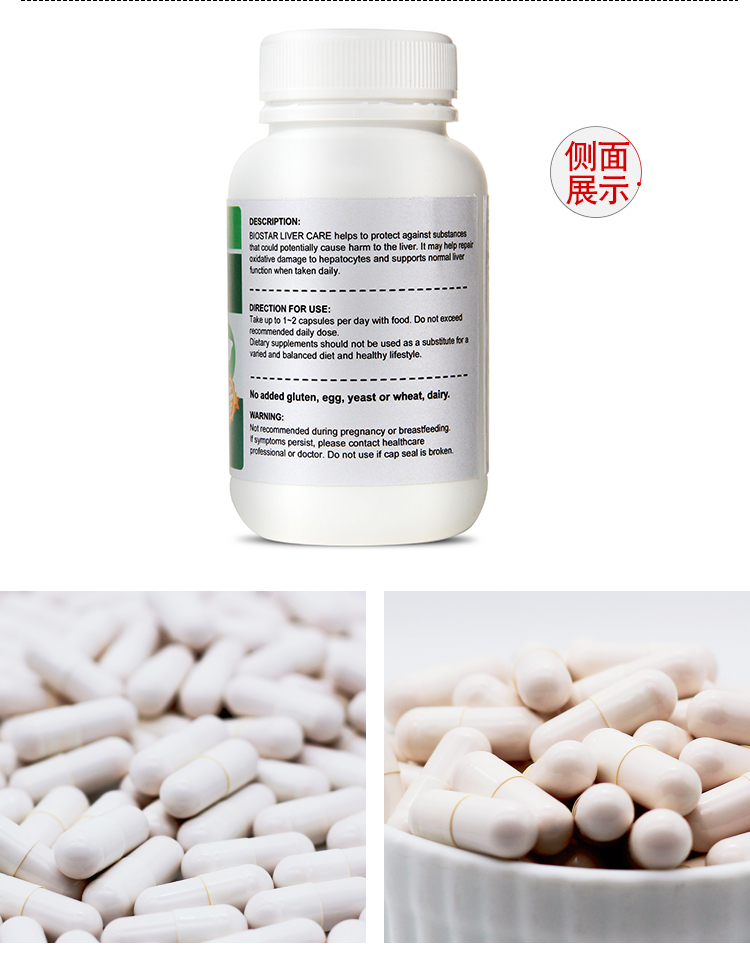 侧面
展示
DESCRIPTION:
BIOSTAR LIVER CARE helps to protect against substances
that could potentially cause harm to the liver. It may help repair
oxidative damage to hepatocytes and supports normal liver
function when taken daily.
DIRECTION FOR USE:
Take up to 1~2 capsules per day with food. Do not exceed
recommended daily dose.
Dietary supplements should not be used as a substitute for a
varied and balanced diet and healthy lifestyle.
No added gluten, egg, yeast or wheat, dairy.
WARNING:
Not recommended during pregnancy or breastfeeding.
If symptoms persist, please contact healthcare
professional or doctor. Do not use if cap seal is broken.